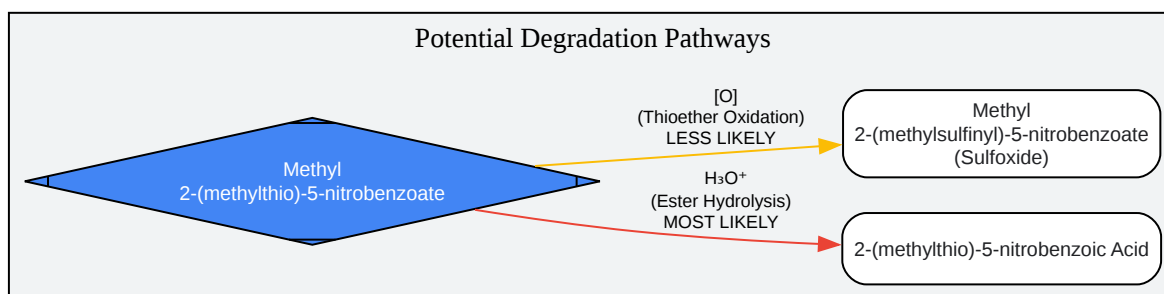 Potential Degradation Pathways
Methyl
2-(methylthio)-5-nitrobenzoate
[O]
(Thioether Oxidation)
LESS LIKELY
Methyl
2-(methylsulfinyl)-5-nitrobenzoate
(Sulfoxide)
H₃O⁺
(Ester Hydrolysis)
MOST LIKELY
2-(methylthio)-5-nitrobenzoic Acid